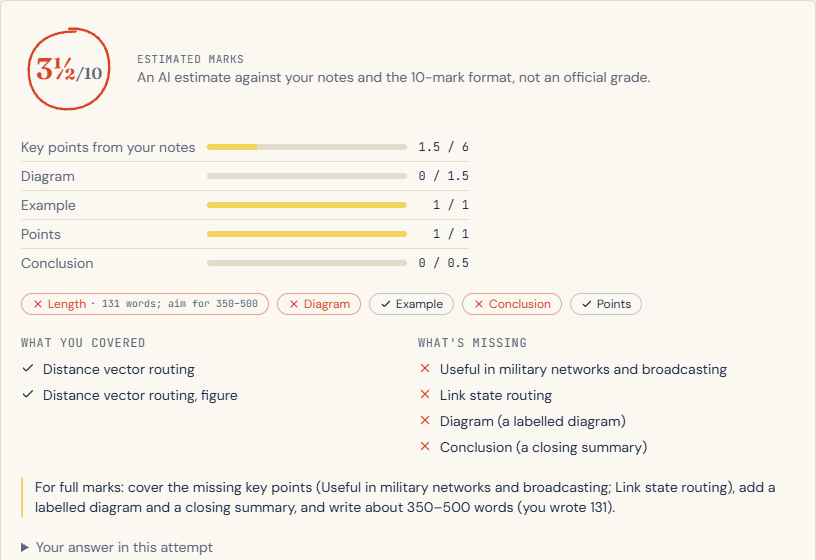 3½/10
ESTIMATED MARKS
An AI estimate against your notes and the 10-mark format, not an official grade.
Key points from your notes 1.5 / 6
Diagram 0 / 1.5
Example 1 / 1
Points 1 / 1
Conclusion 0 / 0.5
✕ Length · 131 words; aim for 350–500 ✕ Diagram ✓ Example ✕ Conclusion ✓ Points
WHAT YOU COVERED
✓ Distance vector routing
✓ Distance vector routing, figure
WHAT'S MISSING
✕ Useful in military networks and broadcasting
✕ Link state routing
✕ Diagram (a labelled diagram)
✕ Conclusion (a closing summary)
For full marks: cover the missing key points (Useful in military networks and broadcasting; Link state routing), add a
labelled diagram and a closing summary, and write about 350–500 words (you wrote 131).
▶ Your answer in this attempt